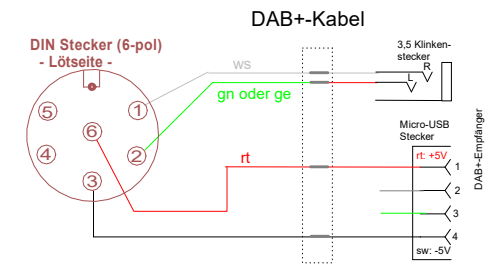 DAB+-Kabel
DIN Stecker (6-pol)
- Lötseite -
3,5 Klinken-
stecker
R
L
ws
gn oder ge
5
1
6
4
2
3
rt
Micro-USB
Stecker
rt: +5V
1
2
3
4
sw: -5V
DAB+-Empfänger